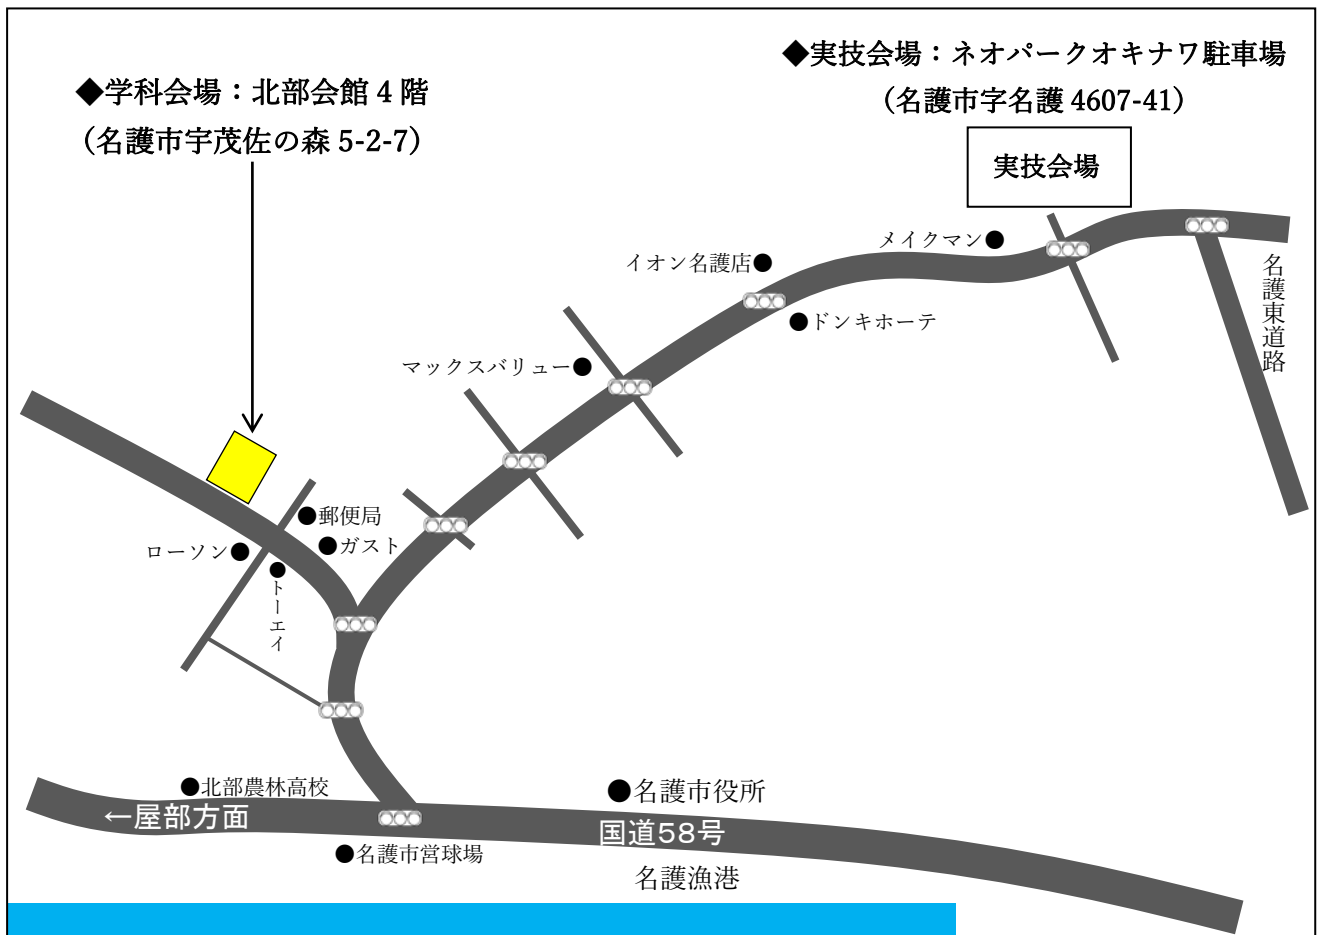 ◆実技会場：ネオパークオキナワ駐車場
（名護市字名護 4607-41）
◆学科会場：北部会館 4 階
（名護市宇茂佐の森 5-2-7）
実技会場
メイクマン●
イオン名護店●
名護東道路
●ドンキホーテ
マックスバリュー●
●郵便局
●ガスト
ローソン●
●トーエイ
●北部農林高校
●名護市役所
←屋部方面
国道58号
●名護市営球場
名護漁港